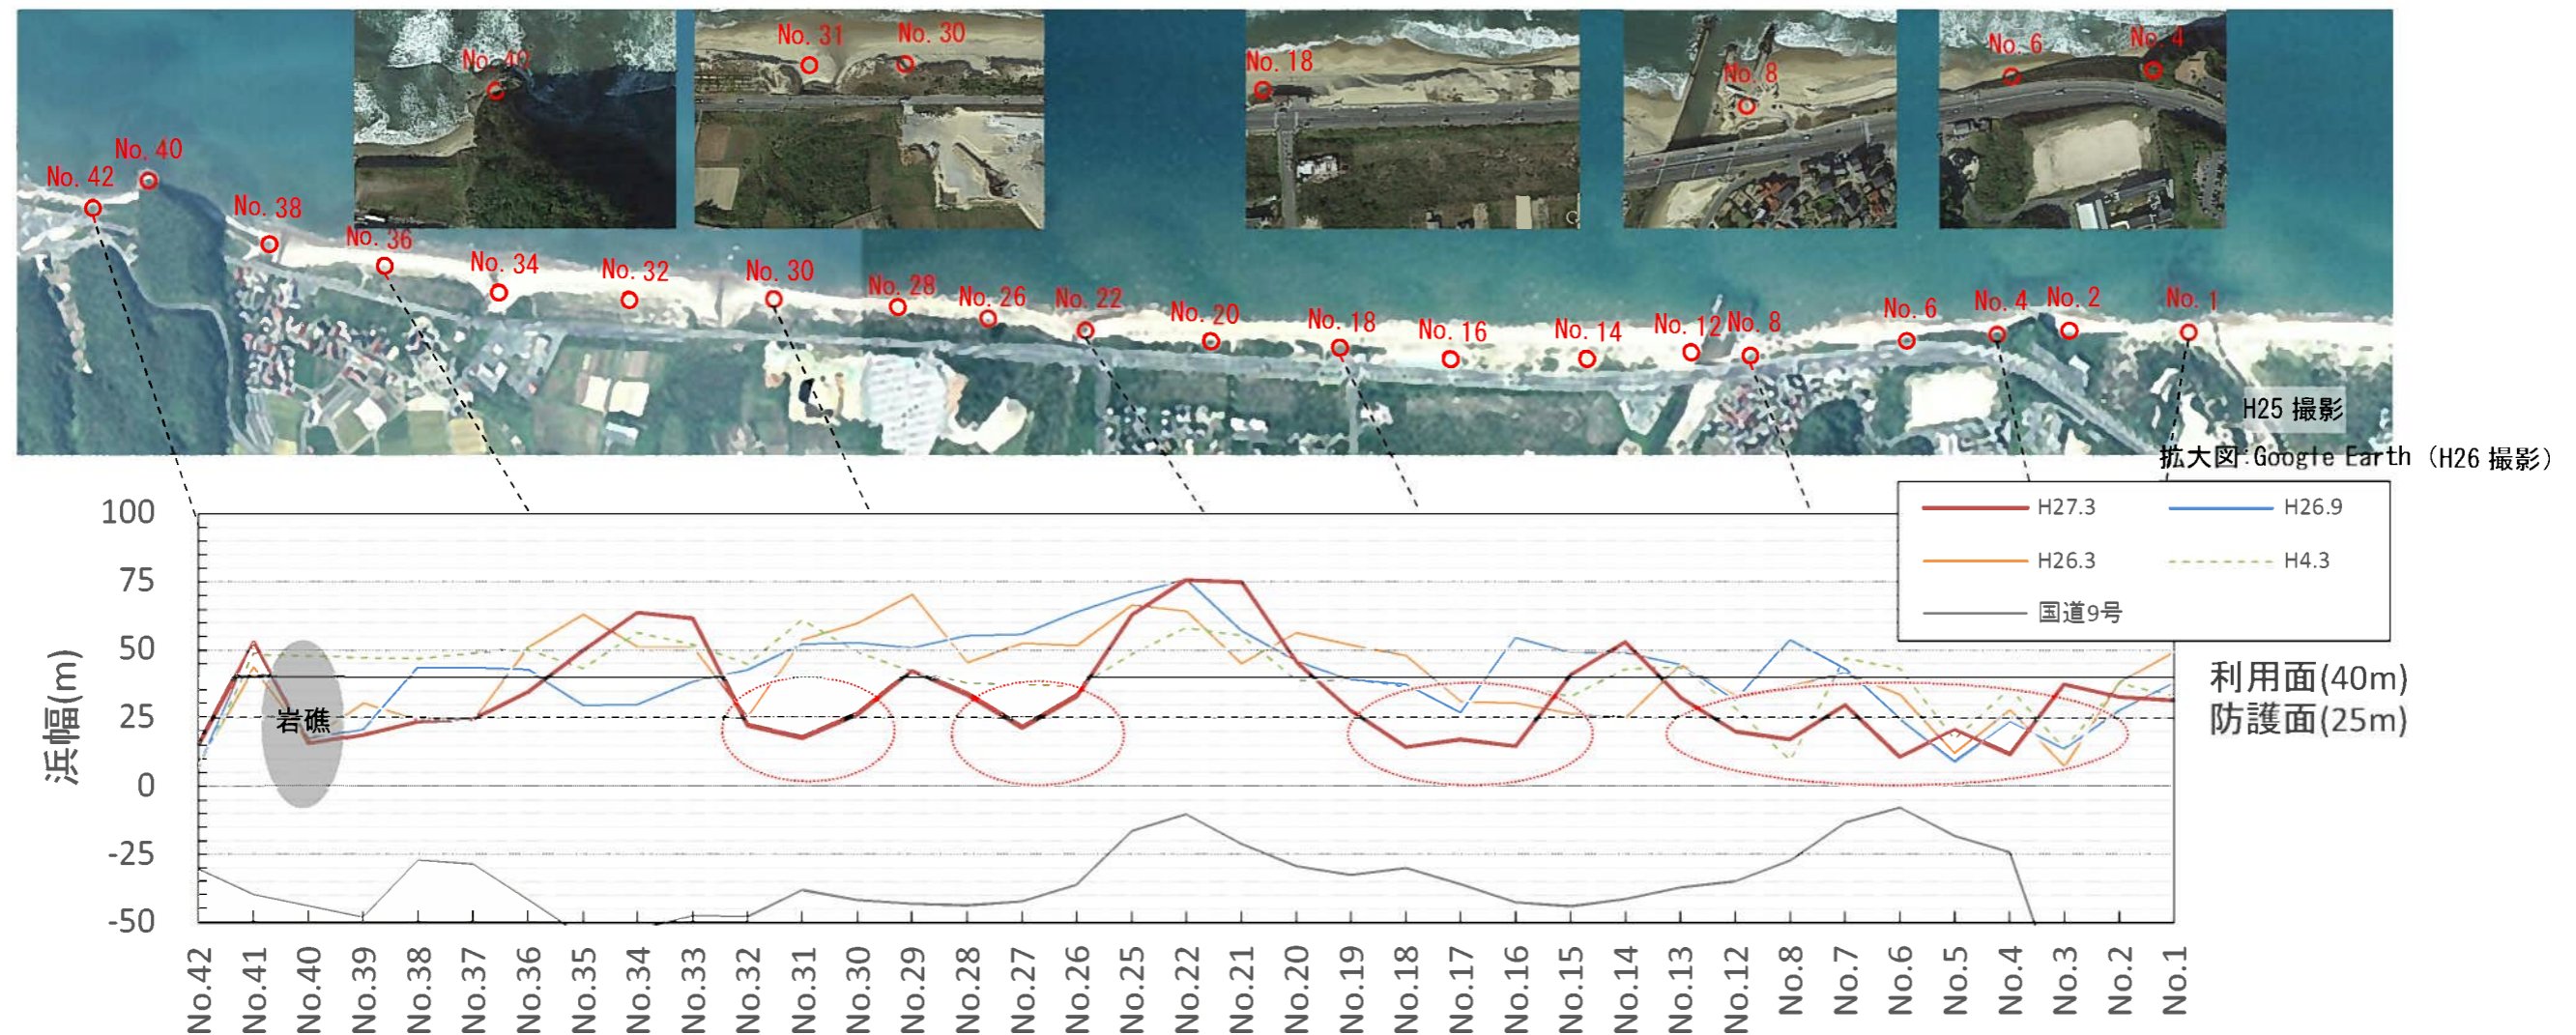 No. 40
No. 31
No. 30
No. 18
No. 8
No. 6
No. 4
No. 42
No. 40
No. 38
No. 36
No. 34
No. 32
No. 30
No. 28
No. 26
No. 22
No. 20
No. 18
No. 16
No. 14
No. 12
No. 8
No. 6
No. 4
No. 2
No. 1
H25 撮影
拡大図:Google Earth (H26 撮影)
H27.3
H26.9
H26.3
H4.3
国道9号
浜幅(m)
100
75
50
25
0
-25
-50
岩礁
利用面(40m)
防護面(25m)
No.42
No.41
No.40
No.39
No.38
No.37
No.36
No.35
No.34
No.33
No.32
No.31
No.30
No.29
No.28
No.27
No.26
No.25
No.22
No.21
No.20
No.19
No.18
No.17
No.16
No.15
No.14
No.13
No.12
No.8
No.7
No.6
No.5
No.4
No.3
No.2
No.1